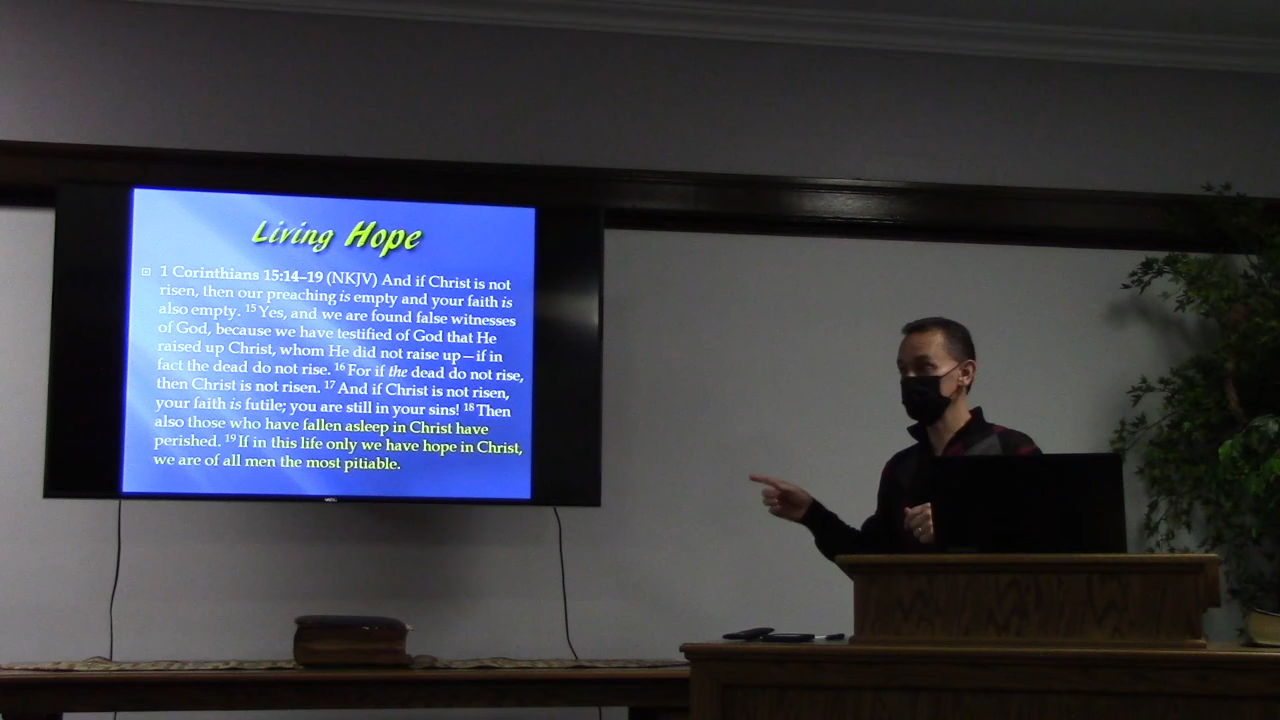 Living Hope
1 Corinthians 15:14–19 (NKJV) And if Christ is not
risen, then our preaching is empty and your faith is
also empty. 15 Yes, and we are found false witnesses
of God, because we have testified of God that He
raised up Christ, whom He did not raise up—if in
fact the dead do not rise. 16 For if the dead do not rise,
then Christ is not risen. 17 And if Christ is not risen,
your faith is futile; you are still in your sins! 18 Then
also those who have fallen asleep in Christ have
perished. 19 If in this life only we have hope in Christ,
we are of all men the most pitiable.